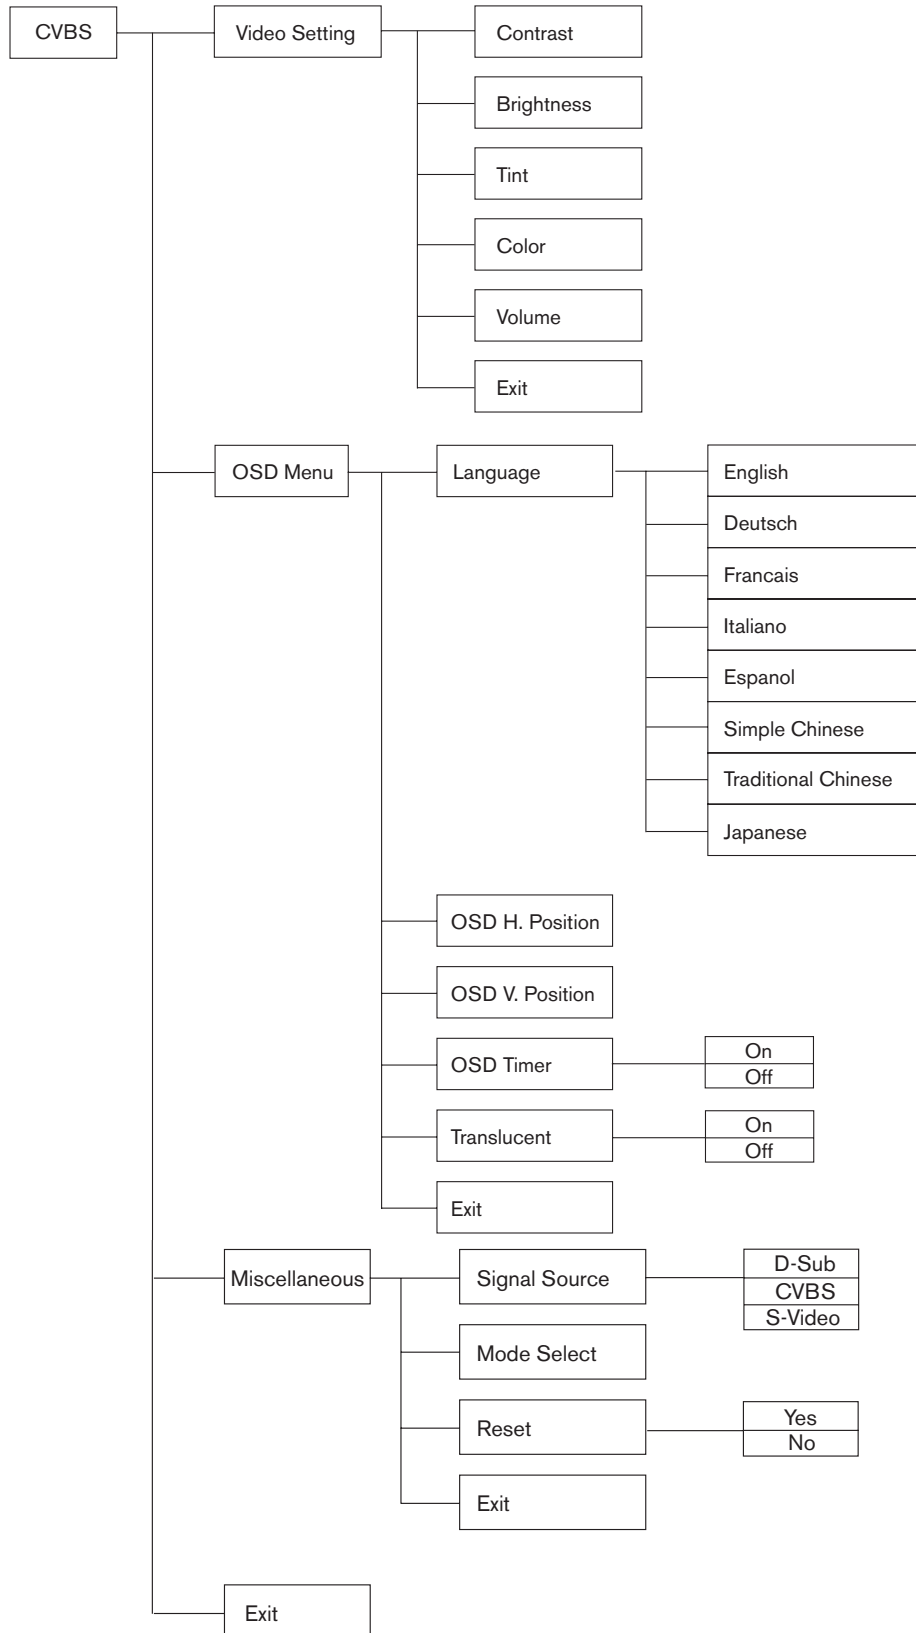 CVBS
Video Setting
Contrast
Brightness
Tint
Color
Volume
Exit
OSD Menu
Language
English
Deutsch
Francais
Italiano
Espanol
Simple Chinese
Traditional Chinese
Japanese
OSD H. Position
OSD V. Position
OSD Timer
On
Off
Translucent
On
Off
Exit
Miscellaneous
Signal Source
D-Sub
CVBS
S-Video
Mode Select
Reset
Yes
No
Exit
Exit